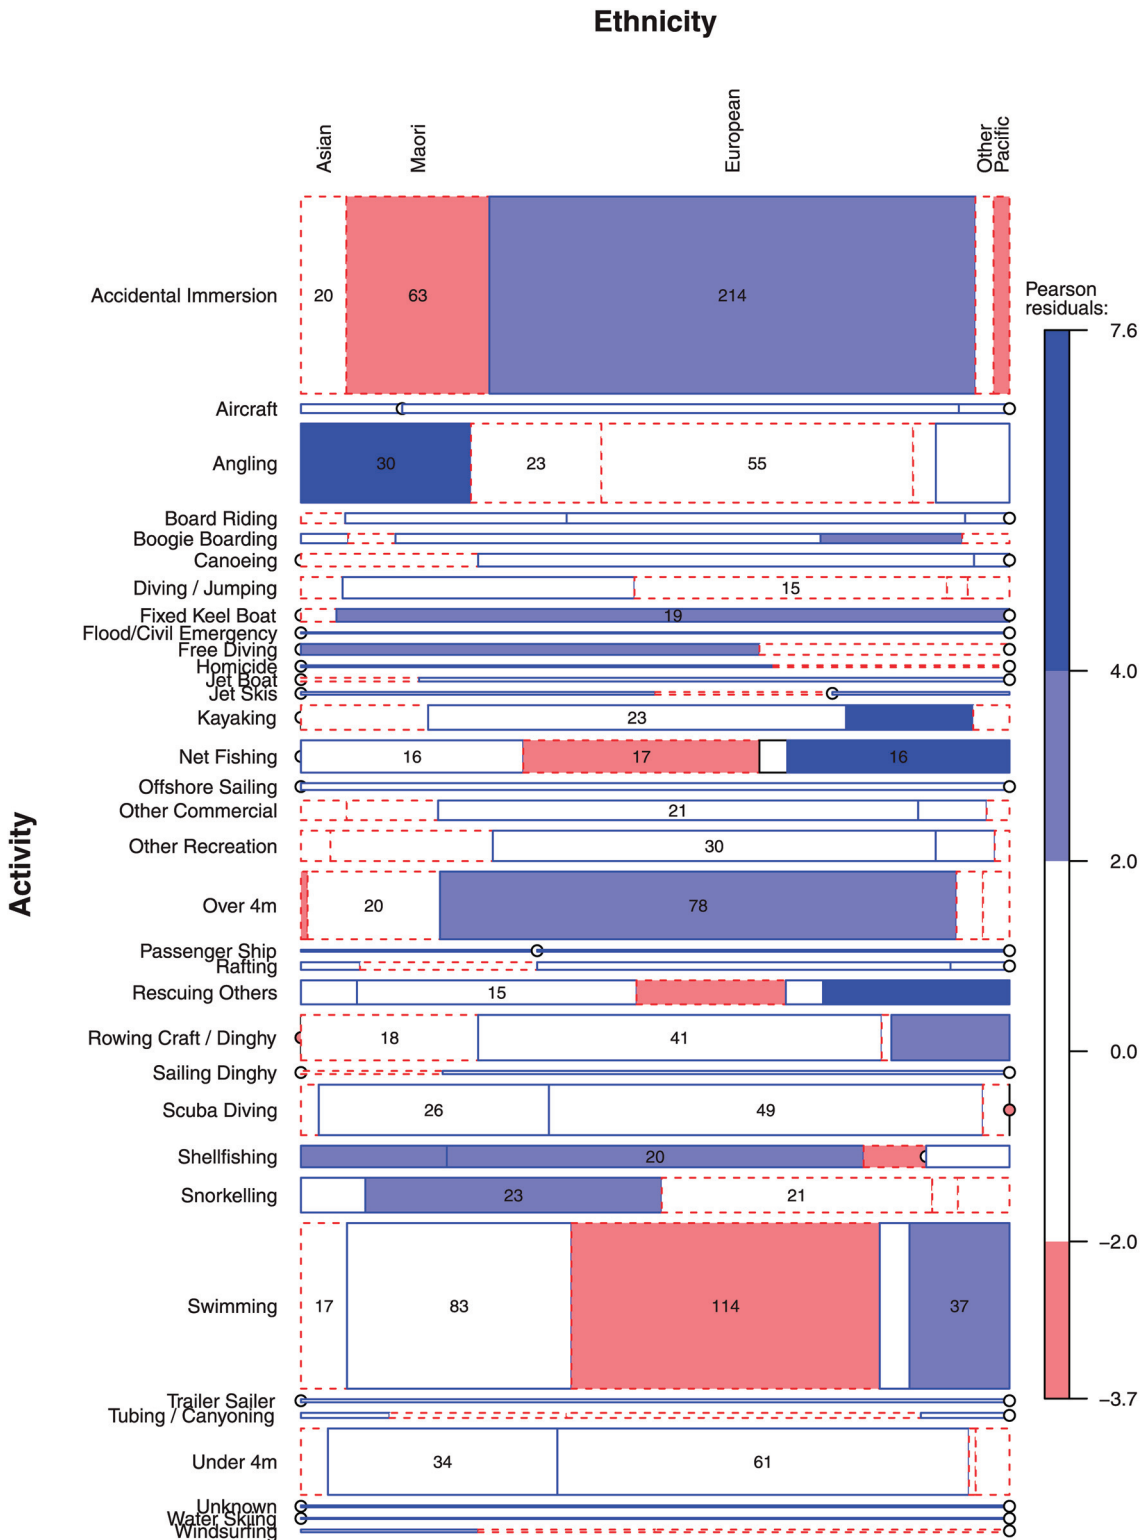 Ethnicity
Asian
Maori
European
Other
Pacific
Accidental Immersion 20 63 214
Pearson
residuals:
7.6
Aircraft
Angling 30 23 55
Board Riding
Boogie Boarding
Canoeing
Diving / Jumping 15
Fixed Keel Boat 19
Flood/Civil Emergency
Free Diving
Homicide
4.0
Jet Boat
Jet Skis
Kayaking 23
Net Fishing 16 17 16
Offshore Sailing
Other Commercial 21
Other Recreation 30
2.0
Activity
Over 4m 20 78
Passenger Ship
Rafting
Rescuing Others 15
Rowing Craft / Dinghy 18 41
0.0
Sailing Dinghy
Scuba Diving 26 49
Shellfishing 20
Snorkelling 23 21
−2.0
Swimming 17 83 114 37
−3.7
Trailer Sailer
Tubing / Canyoning
Under 4m 34 61
Unknown
Water Skiing
Windsurfing